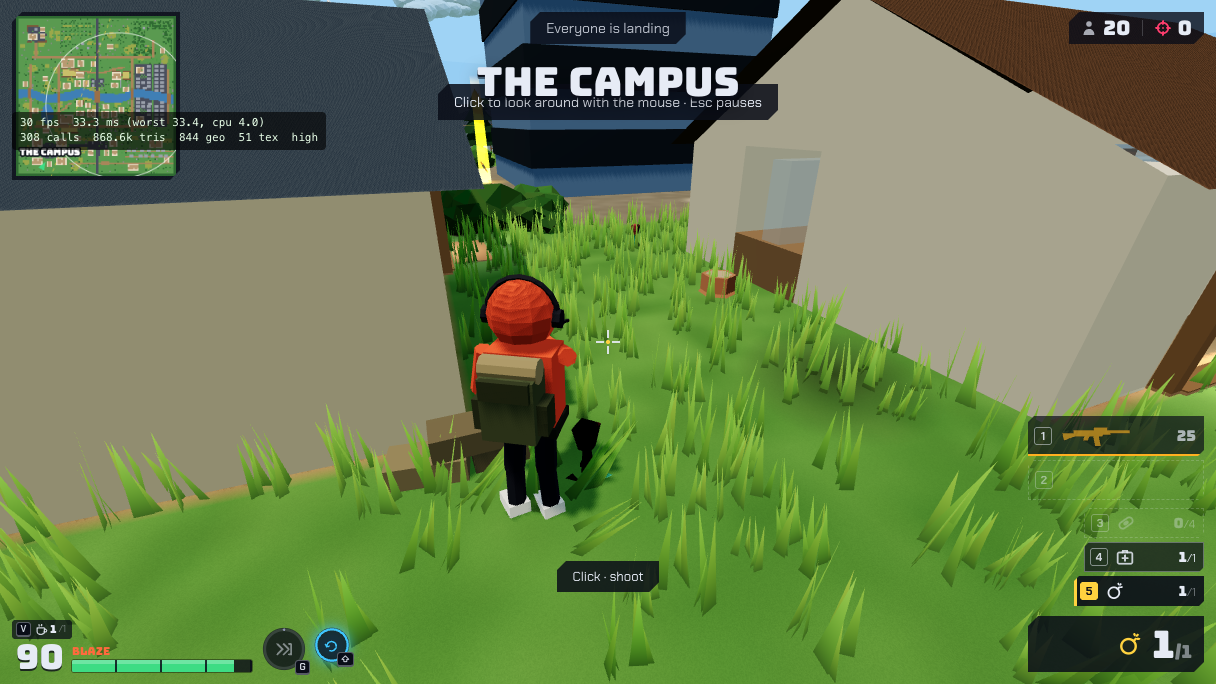 Everyone is landing
20
0
THE CAMPUS
Click to look around with the mouse · Esc pauses
30 fps 33.3 ms (worst 33.4, cpu 4.0)
308 calls 868.6k tris 844 geo 51 tex high
THE CAMPUS
1
25
2
3
0/4
4
1/1
5
1/1
Click · shoot
V
1/1
90
BLAZE
G
1/1